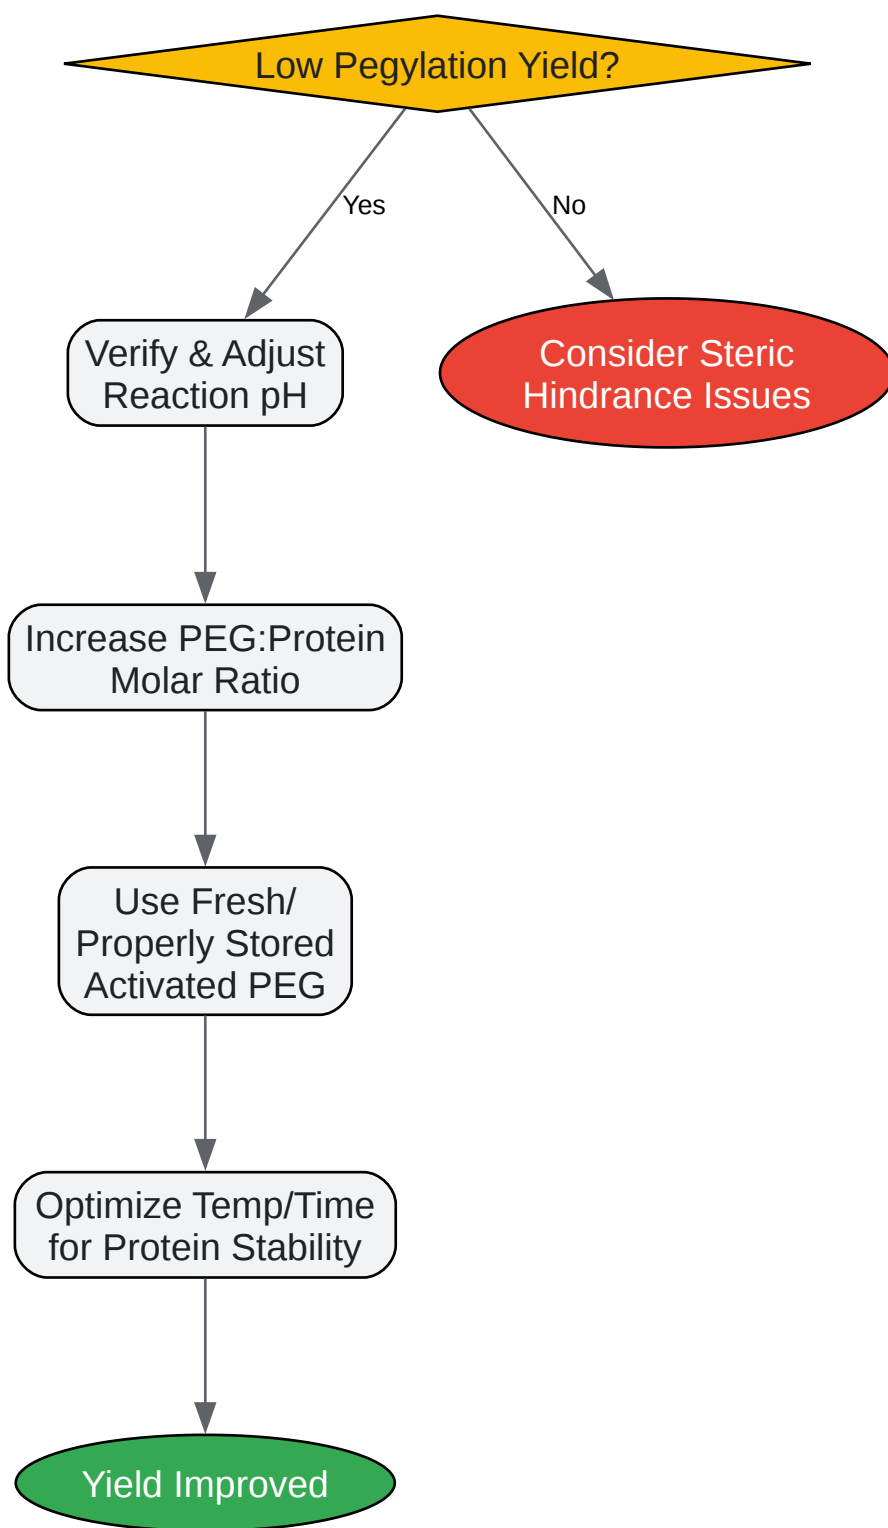 Low Pegylation Yield?
Yes
No
Verify & Adjust
Reaction pH
Consider Steric
Hindrance Issues
Increase PEG:Protein
Molar Ratio
Use Fresh/
Properly Stored
Activated PEG
Optimize Temp/Time
for Protein Stability
Yield Improved